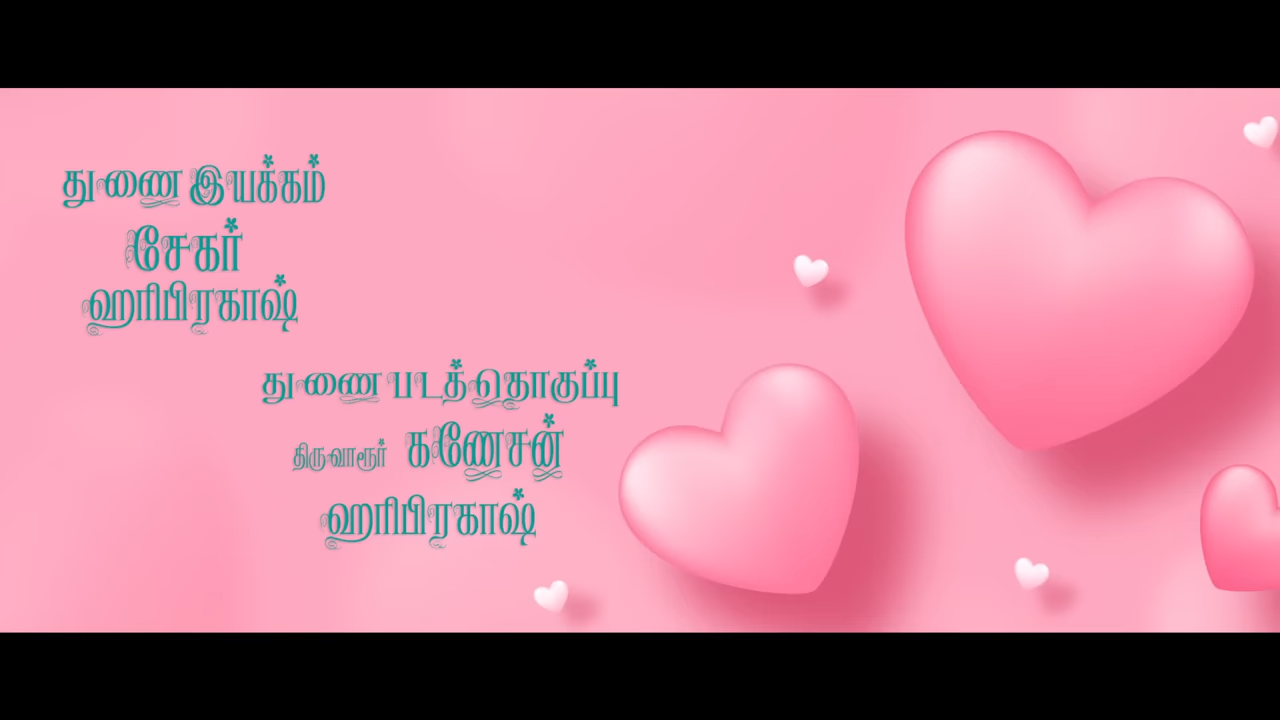 துணை இயக்கம்
சேகர்
ஹரிபிரகாஷ்
துணை படத்தொகுப்பு
திருவாரூர் கணேசன்
ஹரிபிரகாஷ்